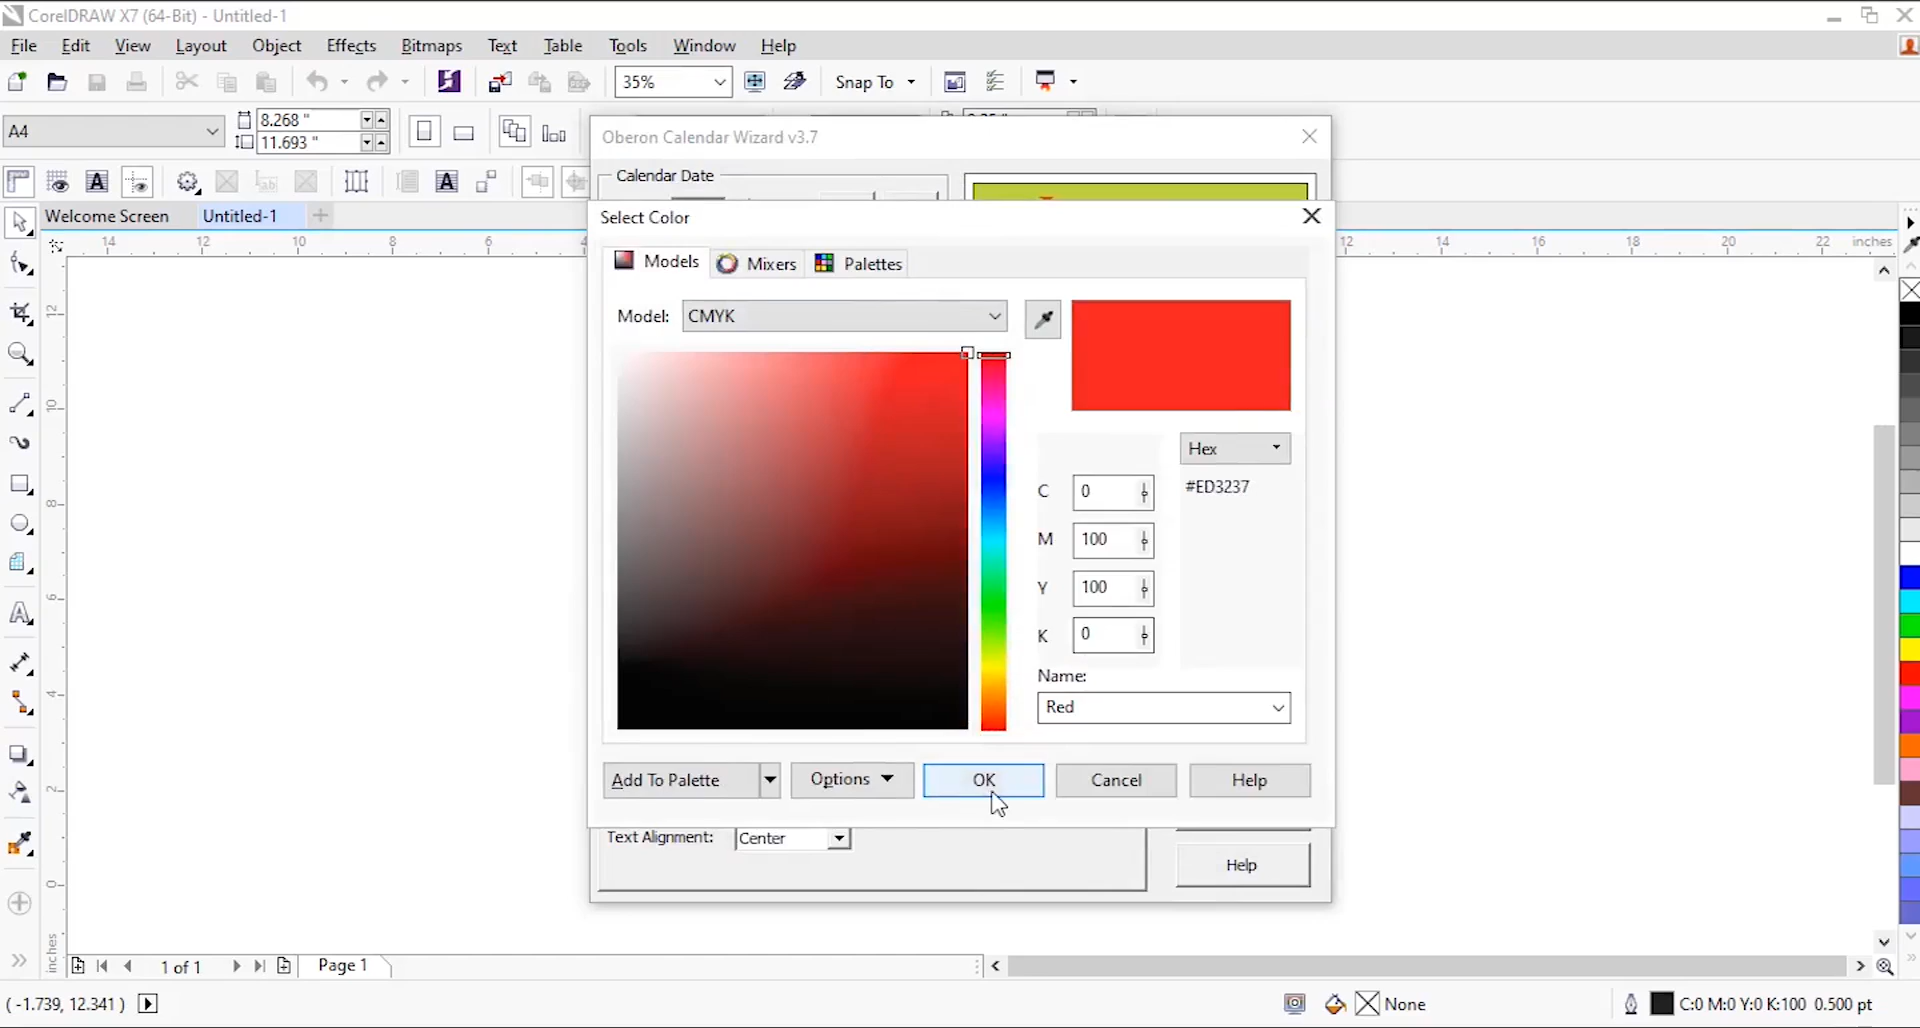 CorelDRAW X7 (64-Bit) - Untitled-1
File Edit View Layout Object Effects Bitmaps Text Table Tools Window Help
35% Snap To
A4 8.268 "
11.693 "
Oberon Calendar Wizard v3.7
Calendar Date
Welcome Screen Untitled-1
Select Color
14 12 10 8 6 4 12 14 16 18 20 22 inches
Models Mixers Palettes
Model: CMYK
Hex
C 0 #ED3237
M 100
Y 100
K 0
Name:
Red
Add To Palette Options OK Cancel Help
Text Alignment: Center
Help
12
10
8
6
4
2
0
inches
1 of 1 Page 1
( -1.739, 12.341 ) None C:0 M:0 Y:0 K:100 0.500 pt